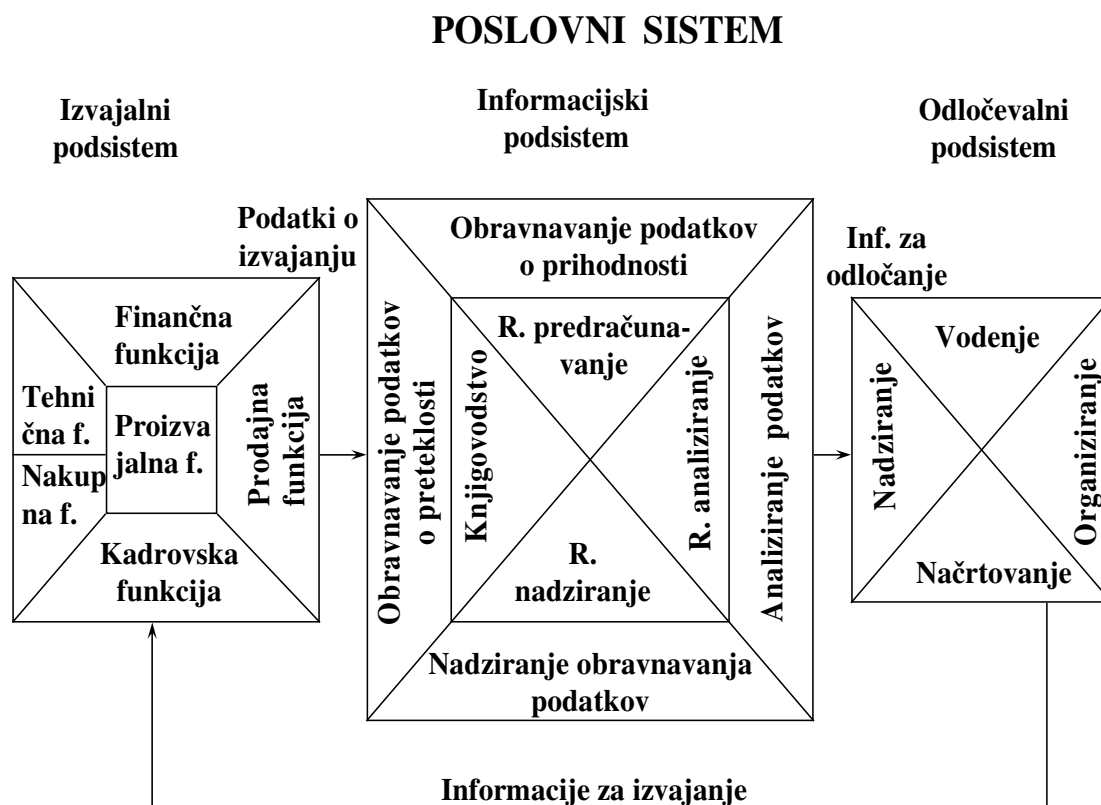 POSLOVNI SISTEM
Izvajalni
podsistem
Informacijski
podsistem
Odločevalni
podsistem
Podatki o
izvajanju
Inf. za
odločanje
Finančna
funkcija
Tehni
čna f.
Nakup
na f.
Proizva
jalna f.
Prodajna
funkcija
Kadrovska
funkcija
Obravnavanje podatkov
o preteklosti
Obravnavanje podatkov
o prihodnosti
Knjigovodstvo
R. predračuna-
vanje
R. analiziranje
R.
nadziranje
Analiziranje podatkov
Nadziranje obravnavanja
podatkov
Nadziranje
Vodenje
Organiziranje
Načrtovanje
Informacije za izvajanje